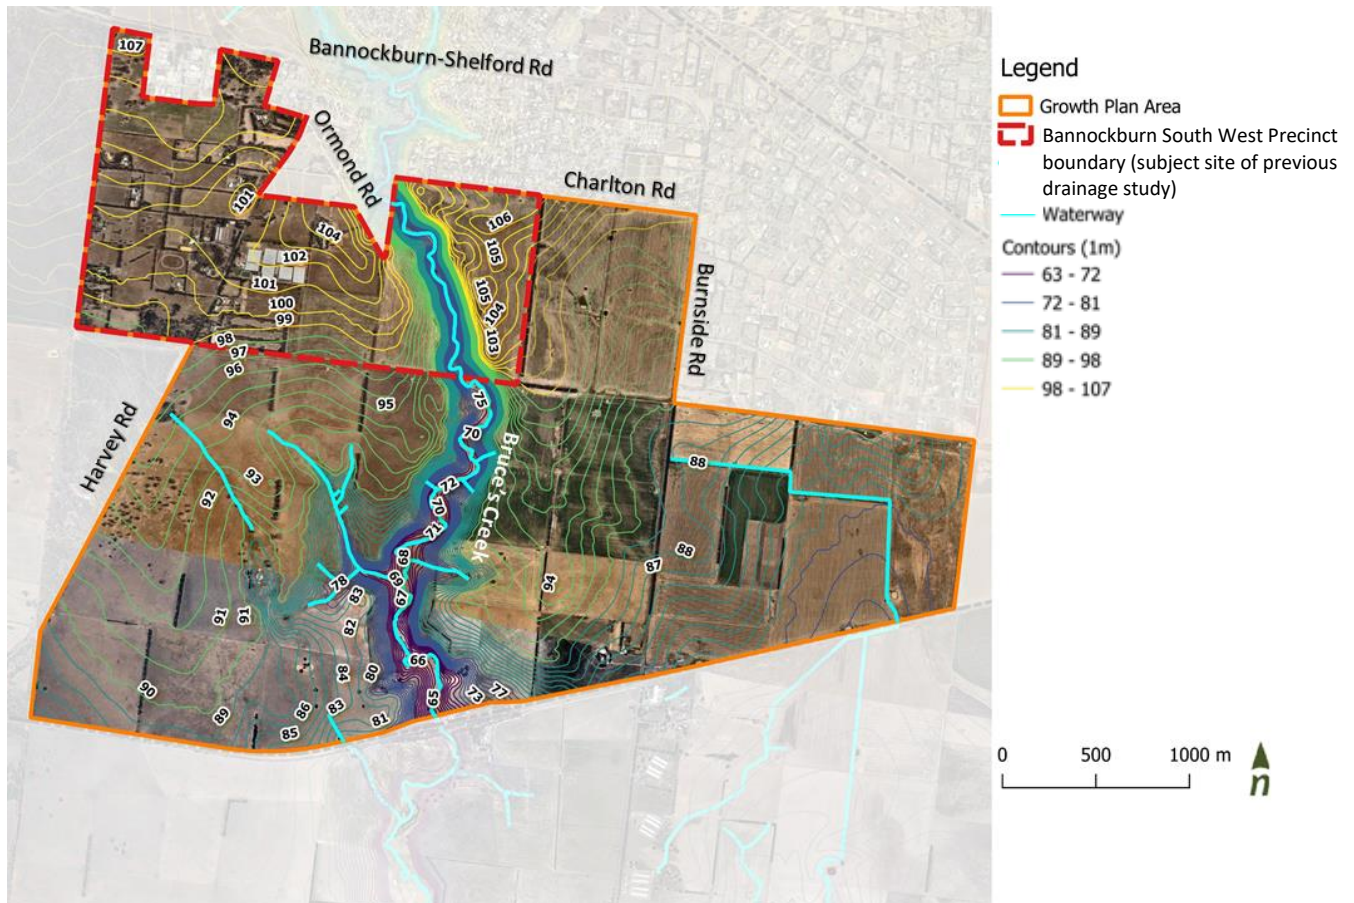 107
Bannockburn-Shelford Rd
Ormond Rd
Charlton Rd
101
104
102
101
100
99
98
97
96
106
105
105
104
103
Burnside Rd
Harvey Rd
95
94
93
92
75
70
72
70
71
68
69
67
Bruce's Creek
78
83
82
91
91
84
80
66
65
73
77
90
89
86
83
85
81
94
87
88
88
Legend
Growth Plan Area
Bannockburn South West Precinct
boundary (subject site of previous
drainage study)
Waterway
Contours (1m)
63 - 72
72 - 81
81 - 89
89 - 98
98 - 107
0 500 1000 m
n